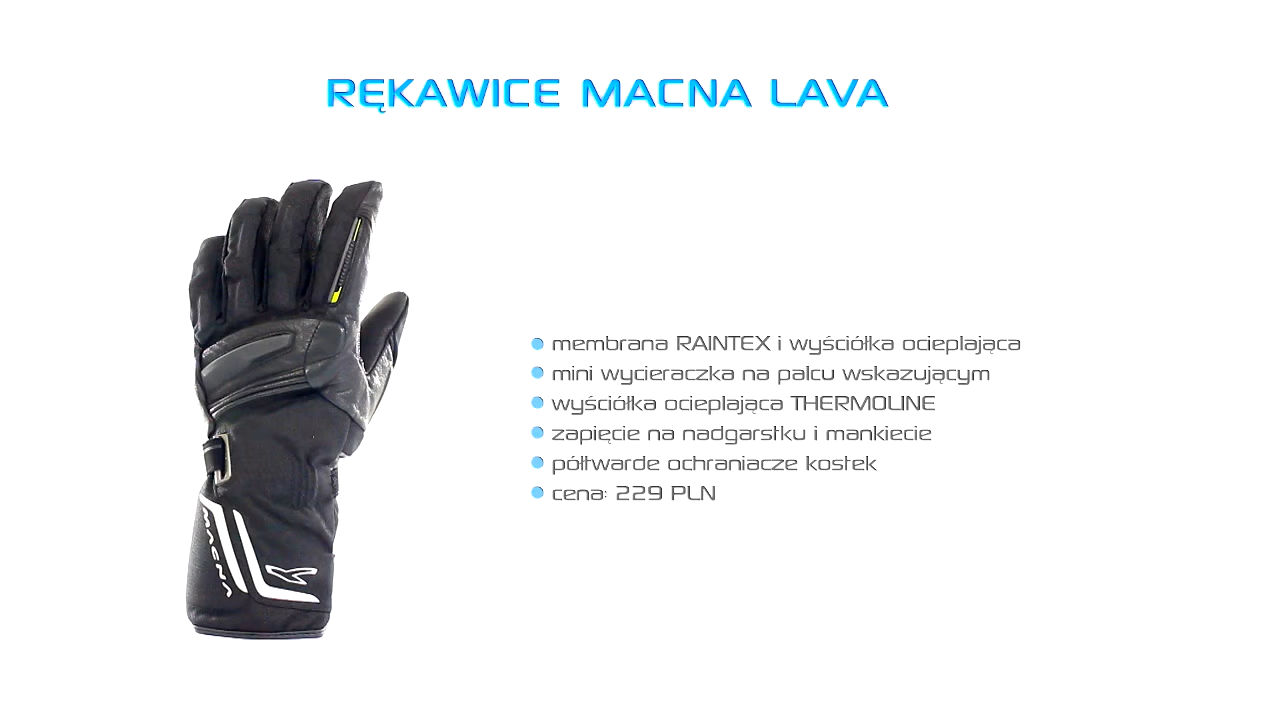 RĘKAWICE MACNA LAVA
membrana RAINTEX i wyściółka ocieplająca
mini wycieraczka na palcu wskazującym
wyściółka ocieplająca THERMOLINE
zapięcie na nadgarstku i mankiecie
półtwarde ochraniacze kostek
cena: 229 PLN
MACNA